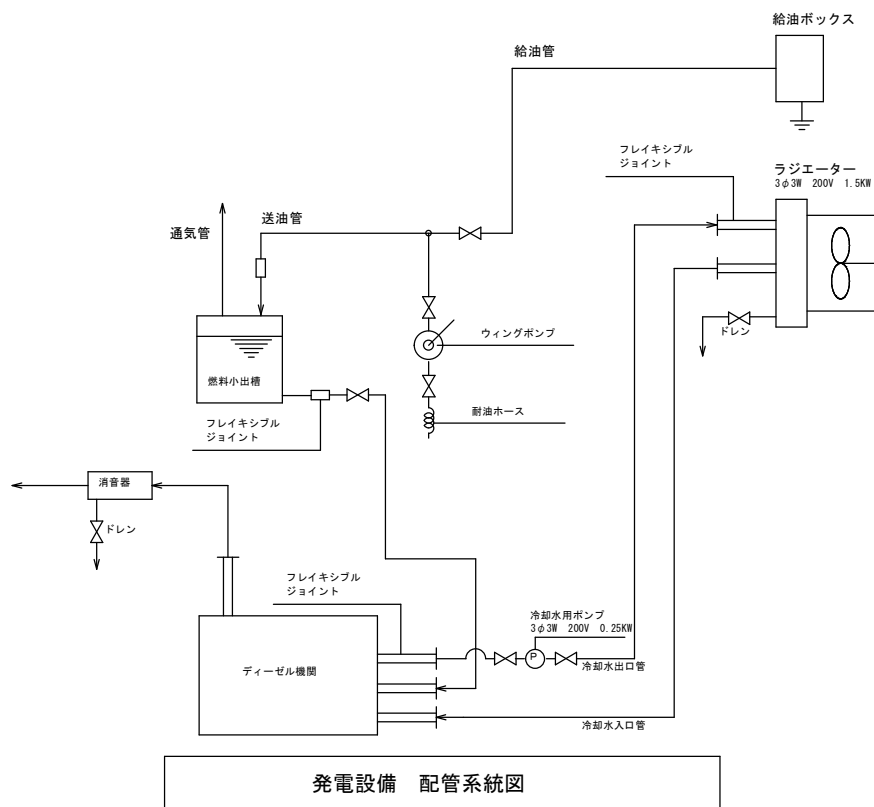 給油ボックス
給油管
フレイキシブル
ジョイント
ラジエーター
3φ3W 200V 1.5KW
通気管
送油管
ドレン
ウィングポンプ
燃料小出槽
耐油ホース
フレイキシブル
ジョイント
消音器
ドレン
フレイキシブル
ジョイント
冷却水用ポンプ
3φ3W 200V 0.25KW
P
冷却水出口管
ディーゼル機関
冷却水入口管
発電設備 配管系統図